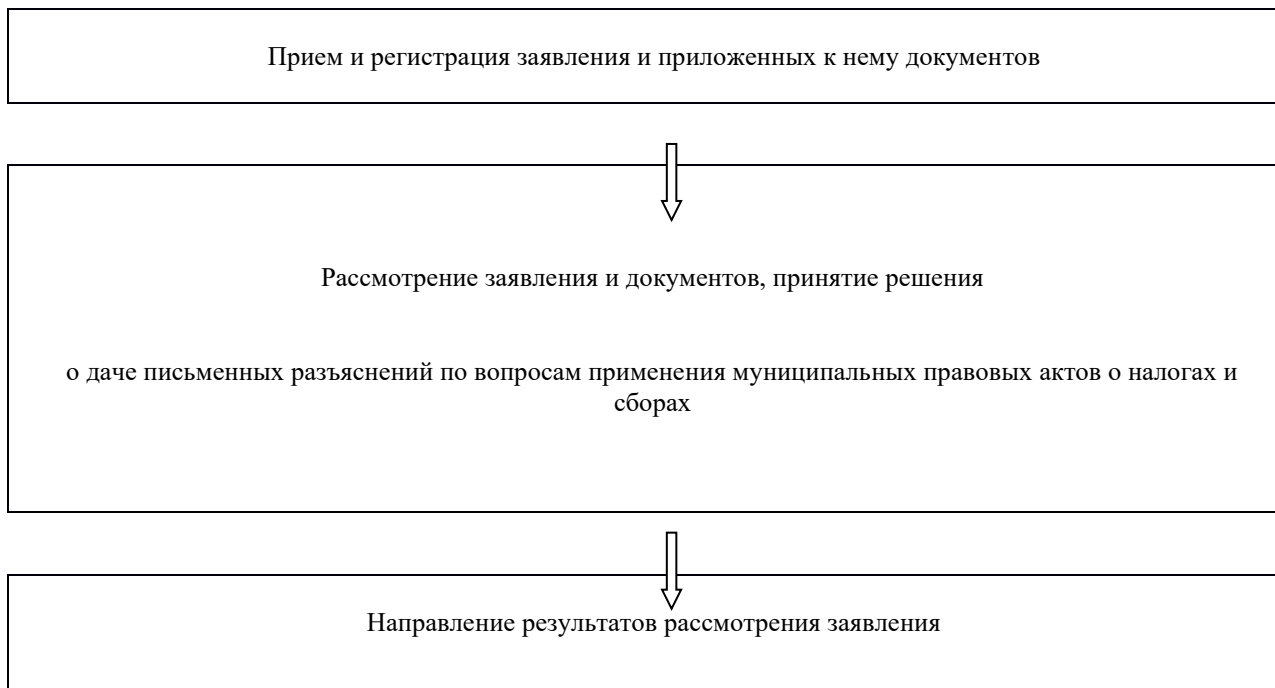 Прием и регистрация заявления и приложенных к нему документов
Рассмотрение заявления и документов, принятие решения
о даче письменных разъяснений по вопросам применения муниципальных правовых актов о налогах и
сборах
Направление результатов рассмотрения заявления